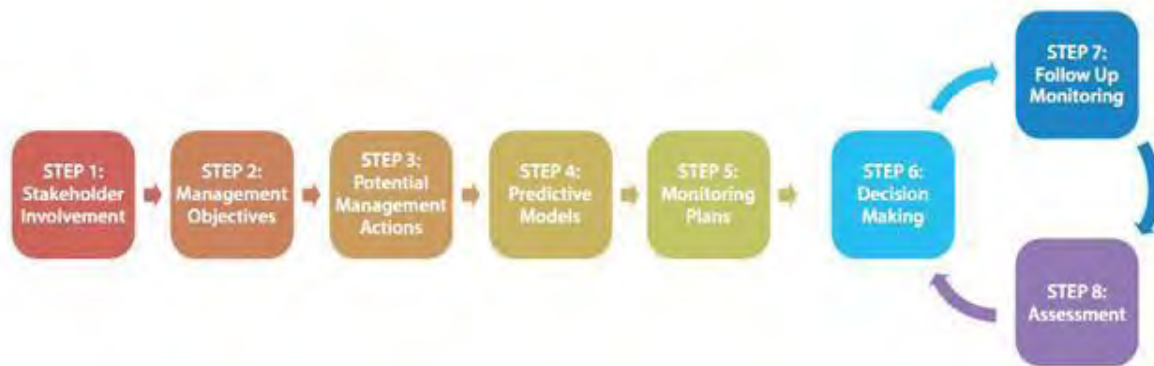 STEP 1:
Stakeholder
Involvement
STEP 2:
Management
Objectives
STEP 3:
Potential
Management
Actions
STEP 4:
Predictive
Models
STEP 5:
Monitoring
Plans
STEP 6:
Decision
Making
STEP 7:
Follow Up
Monitoring
STEP 8:
Assessment